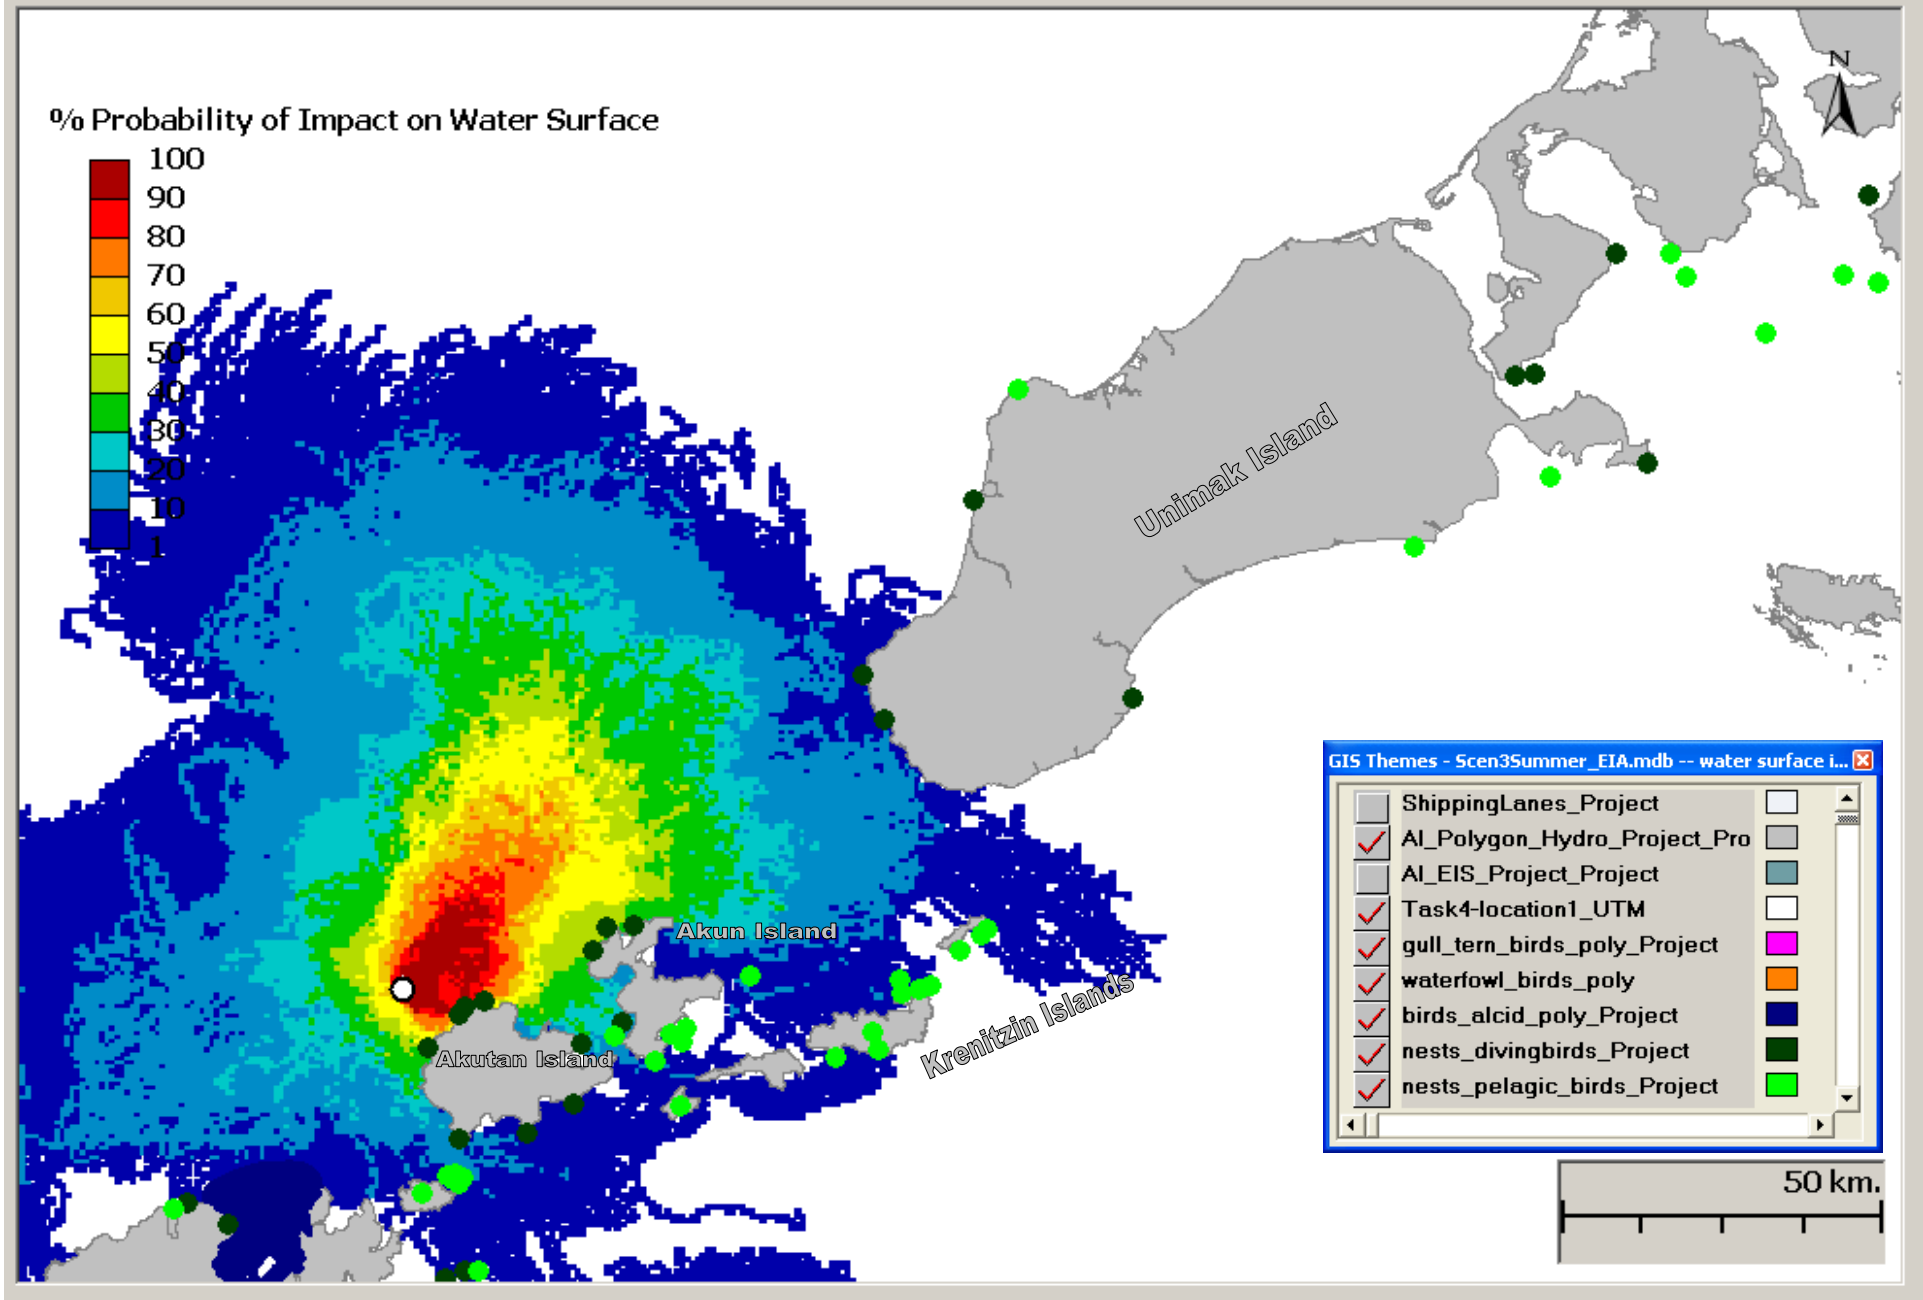 % Probability of Impact on Water Surface
100
90
80
70
60
50
40
30
20
10
1
N
Unimak Island
Akun Island
Akutan Island
Krenitzin Islands
GIS Themes - Scen3Summer_EIA.mdb -- water surface i...
ShippingLanes_Project
AI_Polygon_Hydro_Project_Pro
AI_EIS_Project_Project
Task4-location1_UTM
gull_tern_birds_poly_Project
waterfowl_birds_poly
birds_alcid_poly_Project
nests_divingbirds_Project
nests_pelagic_birds_Project
50 km.